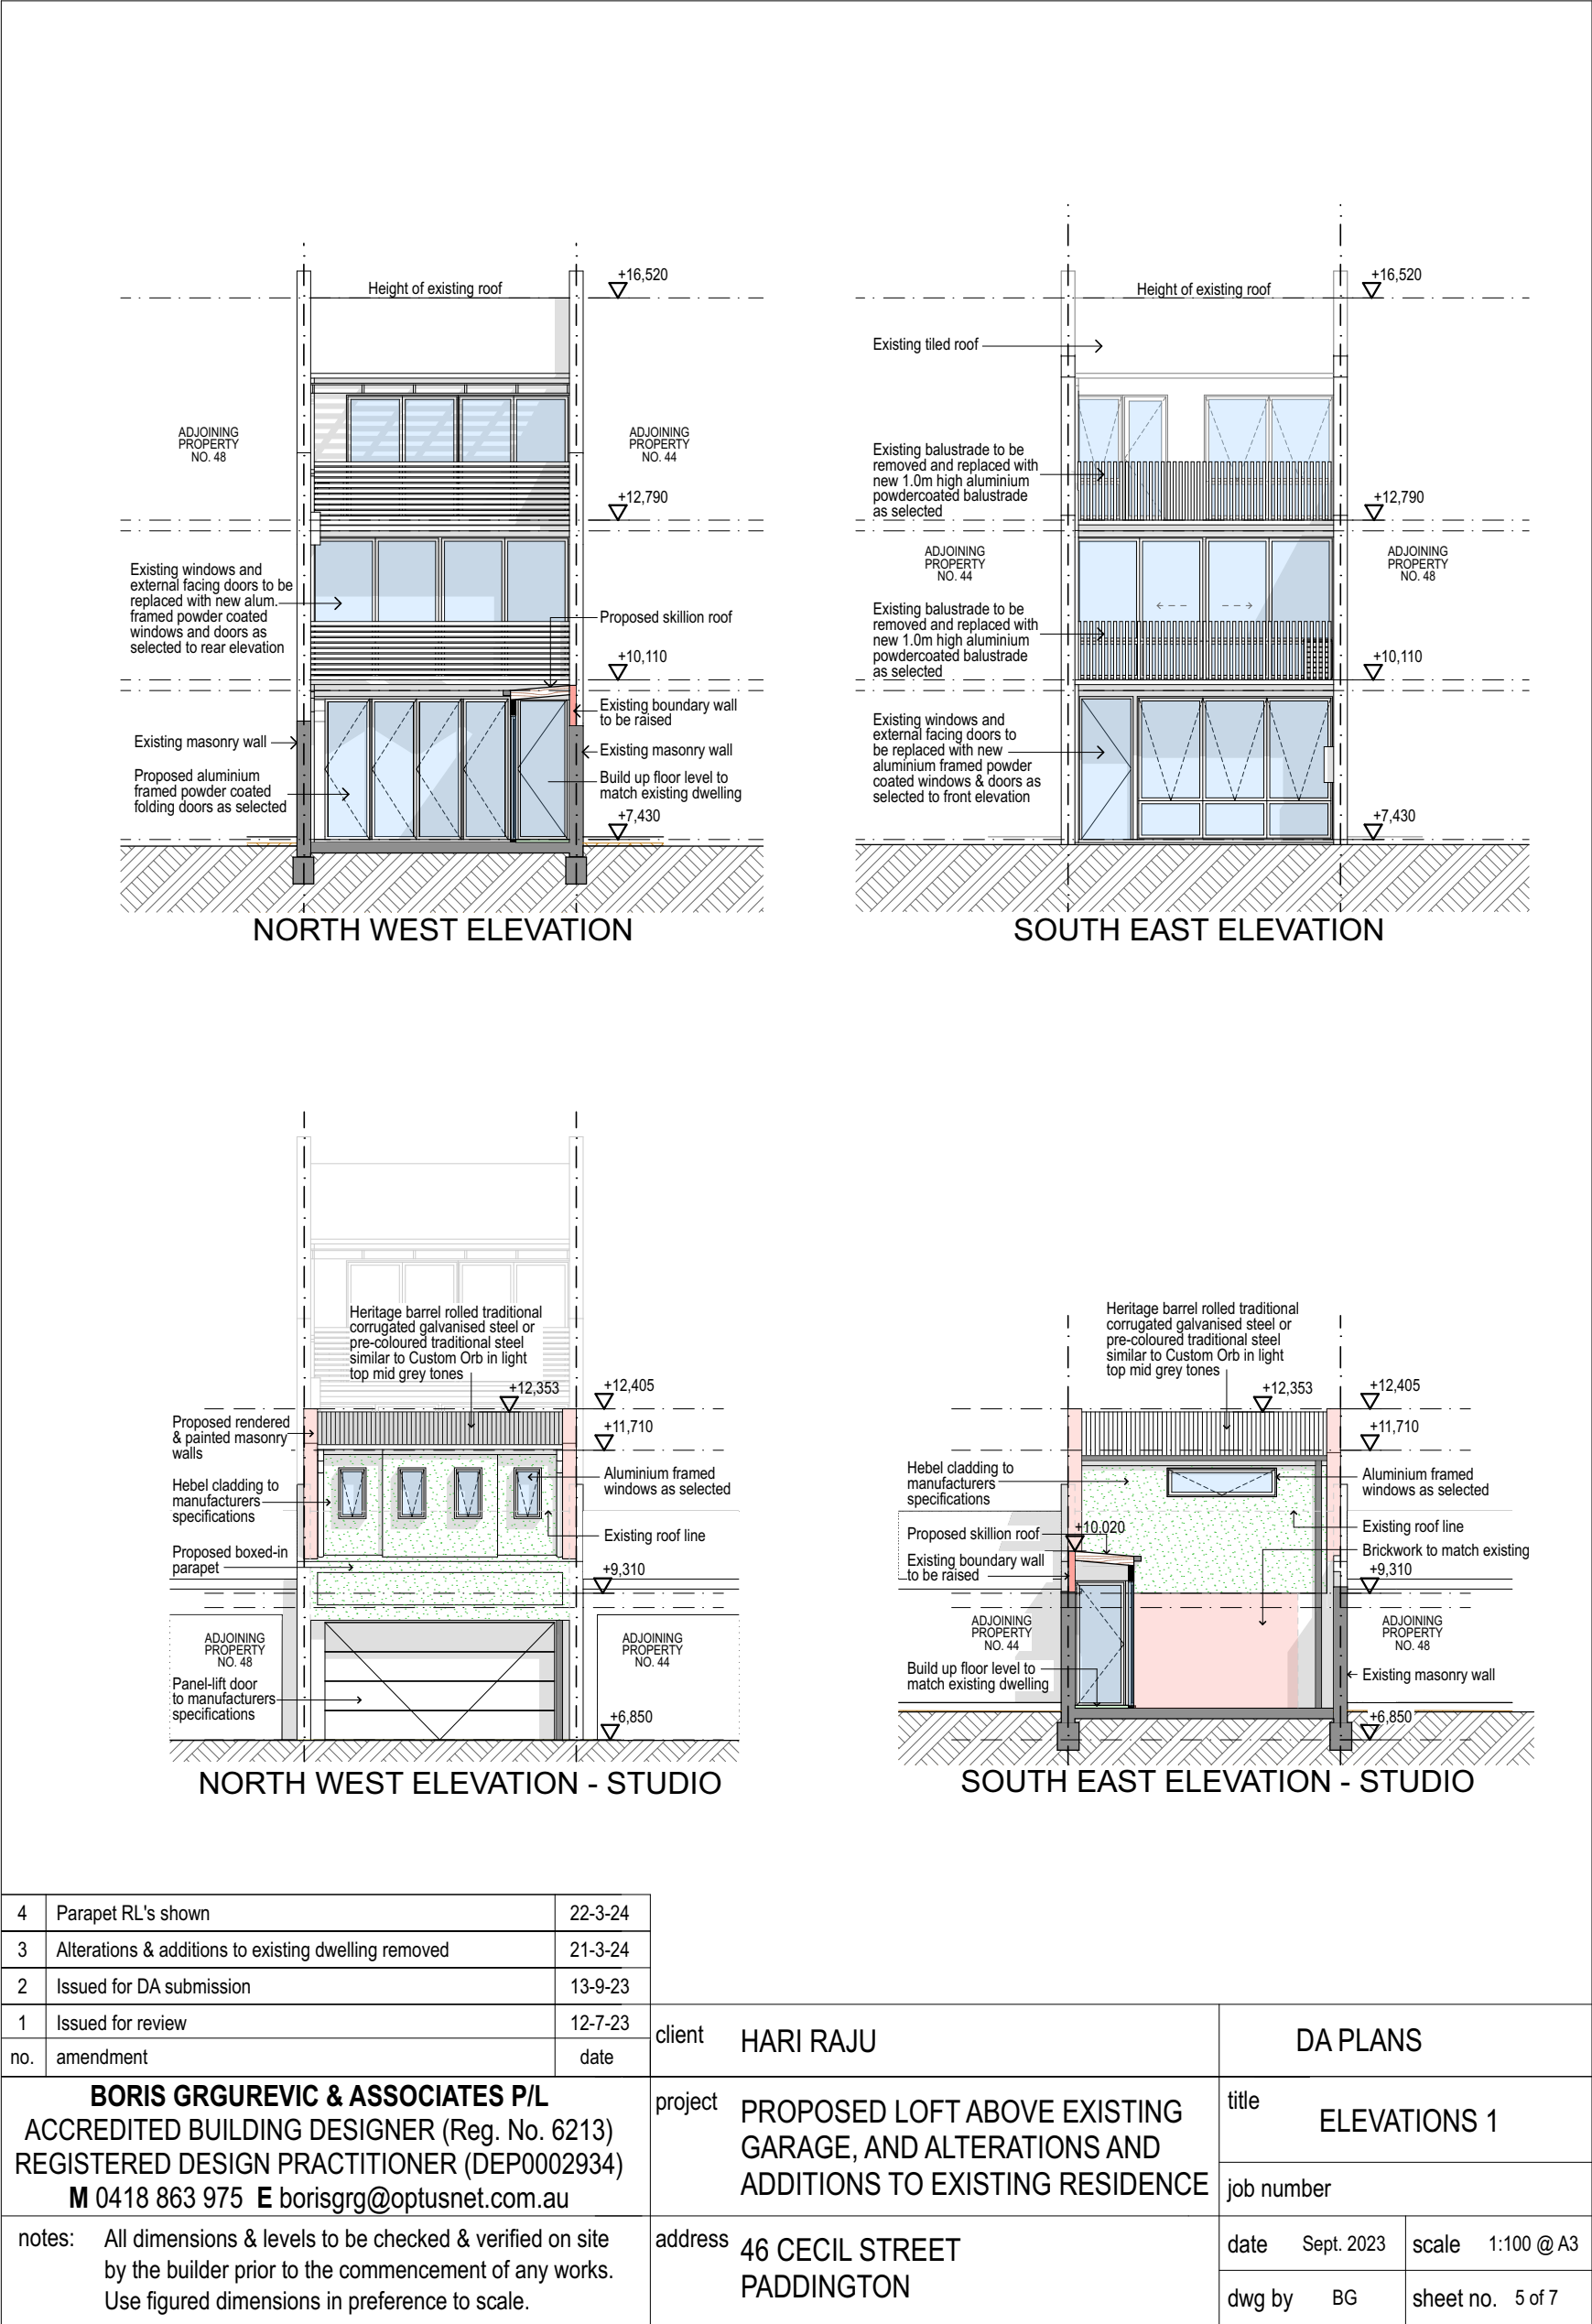 Height of existing roof
+16,520
ADJOINING
PROPERTY
NO. 48
ADJOINING
PROPERTY
NO. 44
+12,790
Existing windows and
external facing doors to be
replaced with new alum.
framed powder coated
windows and doors as
selected to rear elevation
Proposed skillion roof
+10,110
Existing boundary wall
to be raised
Existing masonry wall
Existing masonry wall
Proposed aluminium
framed powder coated
folding doors as selected
Build up floor level to
match existing dwelling
+7,430
NORTH WEST ELEVATION
Height of existing roof
+16,520
Existing tiled roof
Existing balustrade to be
removed and replaced with
new 1.0m high aluminium
powdercoated balustrade
as selected
+12,790
ADJOINING
PROPERTY
NO. 44
ADJOINING
PROPERTY
NO. 48
Existing balustrade to be
removed and replaced with
new 1.0m high aluminium
powdercoated balustrade
as selected
+10,110
Existing windows and
external facing doors to
be replaced with new
aluminium framed powder
coated windows & doors as
selected to front elevation
+7,430
SOUTH EAST ELEVATION
Heritage barrel rolled traditional
corrugated galvanised steel or
pre-coloured traditional steel
similar to Custom Orb in light
top mid grey tones
+12,353
+12,405
Proposed rendered
& painted masonry
walls
+11,710
Hebel cladding to
manufacturers
specifications
Aluminium framed
windows as selected
Existing roof line
Proposed boxed-in
parapet
+9,310
ADJOINING
PROPERTY
NO. 48
ADJOINING
PROPERTY
NO. 44
Panel-lift door
to manufacturers
specifications
+6,850
NORTH WEST ELEVATION - STUDIO
Heritage barrel rolled traditional
corrugated galvanised steel or
pre-coloured traditional steel
similar to Custom Orb in light
top mid grey tones
+12,353
+12,405
+11,710
Hebel cladding to
manufacturers
specifications
Aluminium framed
windows as selected
Proposed skillion roof
+10,020
Existing roof line
Existing boundary wall
to be raised
Brickwork to match existing
+9,310
ADJOINING
PROPERTY
NO. 44
ADJOINING
PROPERTY
NO. 48
Build up floor level to
match existing dwelling
Existing masonry wall
+6,850
SOUTH EAST ELEVATION - STUDIO
4 Parapet RL's shown 22-3-24
3 Alterations & additions to existing dwelling removed 21-3-24
2 Issued for DA submission 13-9-23
1 Issued for review 12-7-23
no. amendment date
BORIS GRGUREVIC & ASSOCIATES P/L
ACCREDITED BUILDING DESIGNER (Reg. No. 6213)
REGISTERED DESIGN PRACTITIONER (DEP0002934)
M 0418 863 975 E borisgrg@optusnet.com.au
notes: All dimensions & levels to be checked & verified on site
by the builder prior to the commencement of any works.
Use figured dimensions in preference to scale.
client HARI RAJU
project PROPOSED LOFT ABOVE EXISTING
GARAGE, AND ALTERATIONS AND
ADDITIONS TO EXISTING RESIDENCE
address 46 CECIL STREET
PADDINGTON
DA PLANS
title ELEVATIONS 1
job number
date Sept. 2023 scale 1:100 @ A3
dwg by BG sheet no. 5 of 7